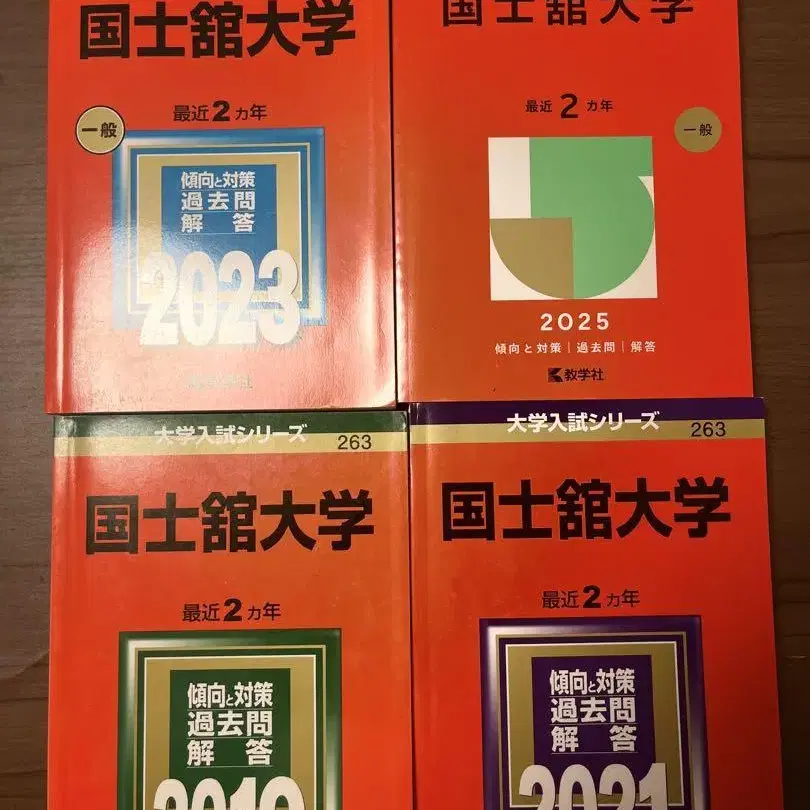 国士舘大学
最近2カ年
一般
傾向と対策
過去問
解答
2023
教学社
国士舘大学
最近2カ年
一般
2025
傾向と対策｜過去問｜解答
教学社
大学入試シリーズ
263
国士舘大学
最近2カ年
傾向と対策
過去問
解答
2019
大学入試シリーズ
263
国士舘大学
最近2カ年
傾向と対策
過去問
解答
2021